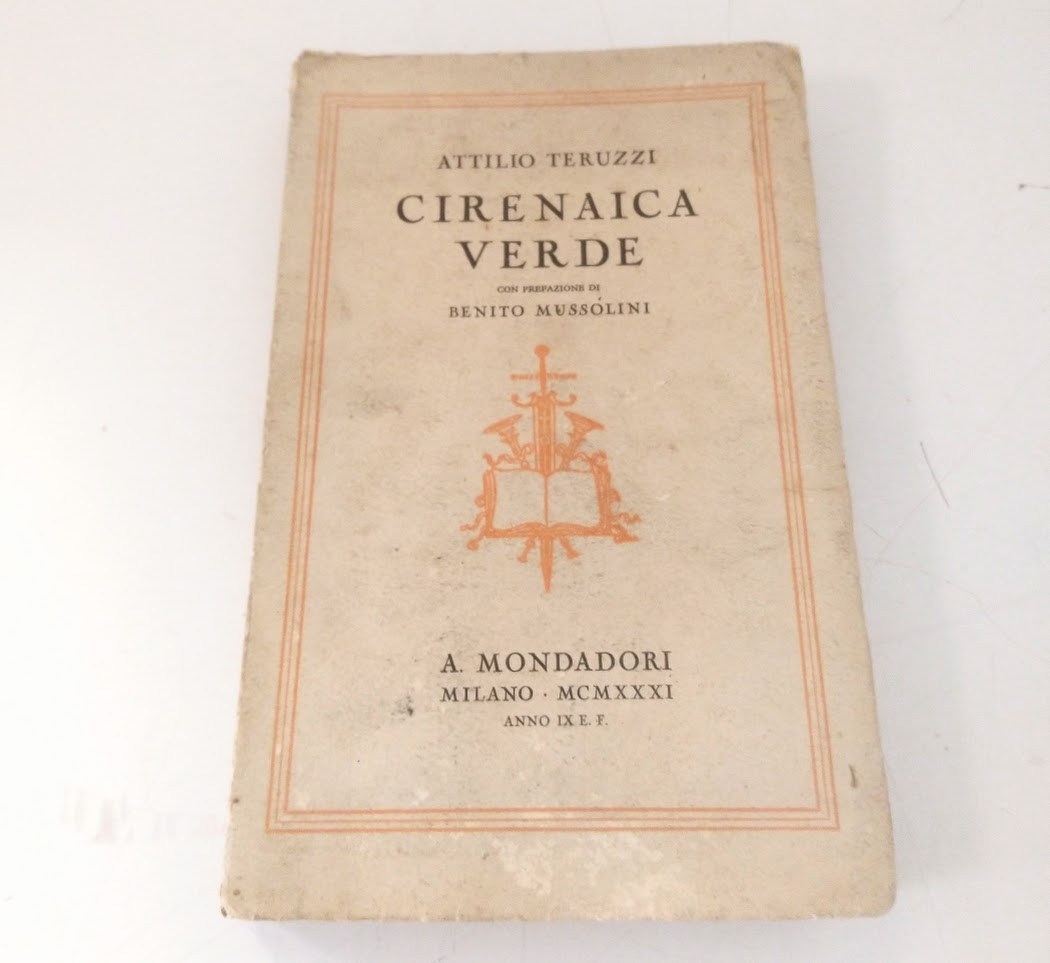 ATTILIO TERUZZI
CIRENAICA
VERDE
CON PREFAZIONE DI
BENITO MUSSOLINI
A. MONDADORI
MILANO · MCMXXXI
ANNO IX E. F.